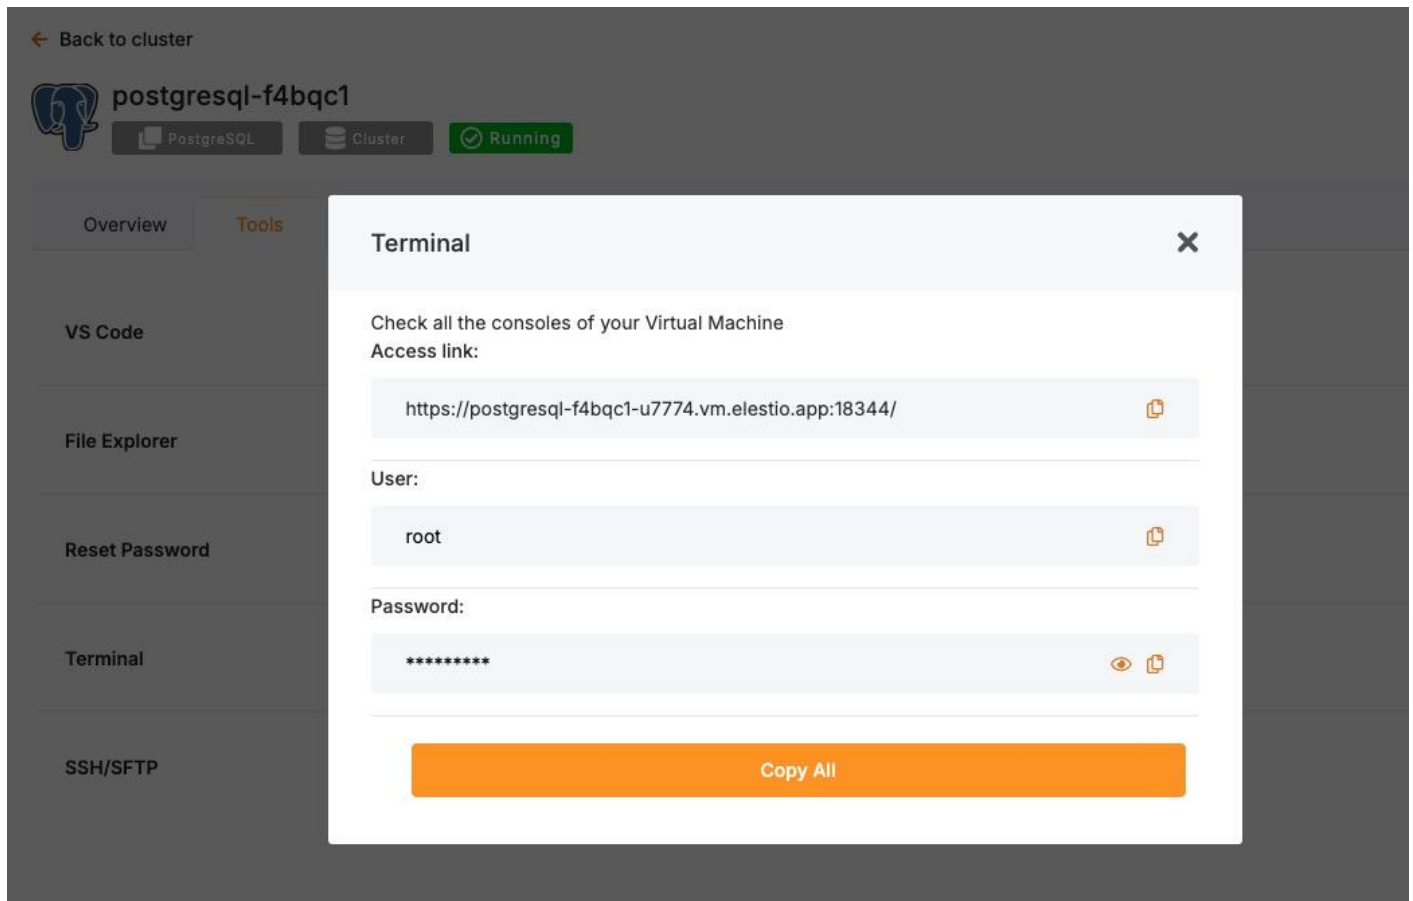 Back to cluster
postgresql-f4bqc1
PostgreSQL
Cluster
Running
Overview
Tools
VS Code
File Explorer
Reset Password
Terminal
SSH/SFTP
Terminal
Check all the consoles of your Virtual Machine
Access link:
https://postgresql-f4bqc1-u7774.vm.elestio.app:18344/
User:
root
Password:
*********
Copy All